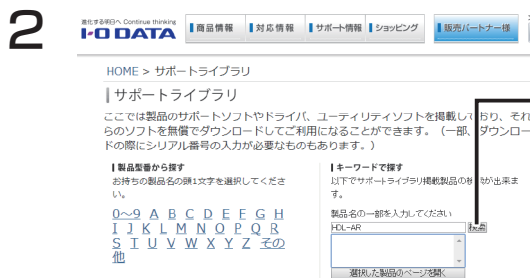 2
進化する明日へ Continue thinking
I-O DATA
商品情報
対応情報
サポート情報
ショッピング
販売パートナー様
HOME > サポートライブラリ
サポートライブラリ
ここでは製品のサポートソフトやドライバ、ユーティリティソフトを掲載しており、それ
らのソフトを無償でダウンロードしてご利用になることができます。（一部、ダウンロー
ドの際にシリアル番号の入力が必要なものもあります。）
製品型番から探す
お持ちの製品名の頭1文字を選択してくださ
い。
0～9 A B C D E F G H
I J K L M N O P Q R
S T U V W X Y Z その
他
キーワードで探す
以下でサポートライブラリ掲載製品の検索が出来ま
す。
製品名の一部を入力してください
HDL-AR
検索
選択した製品のページを開く